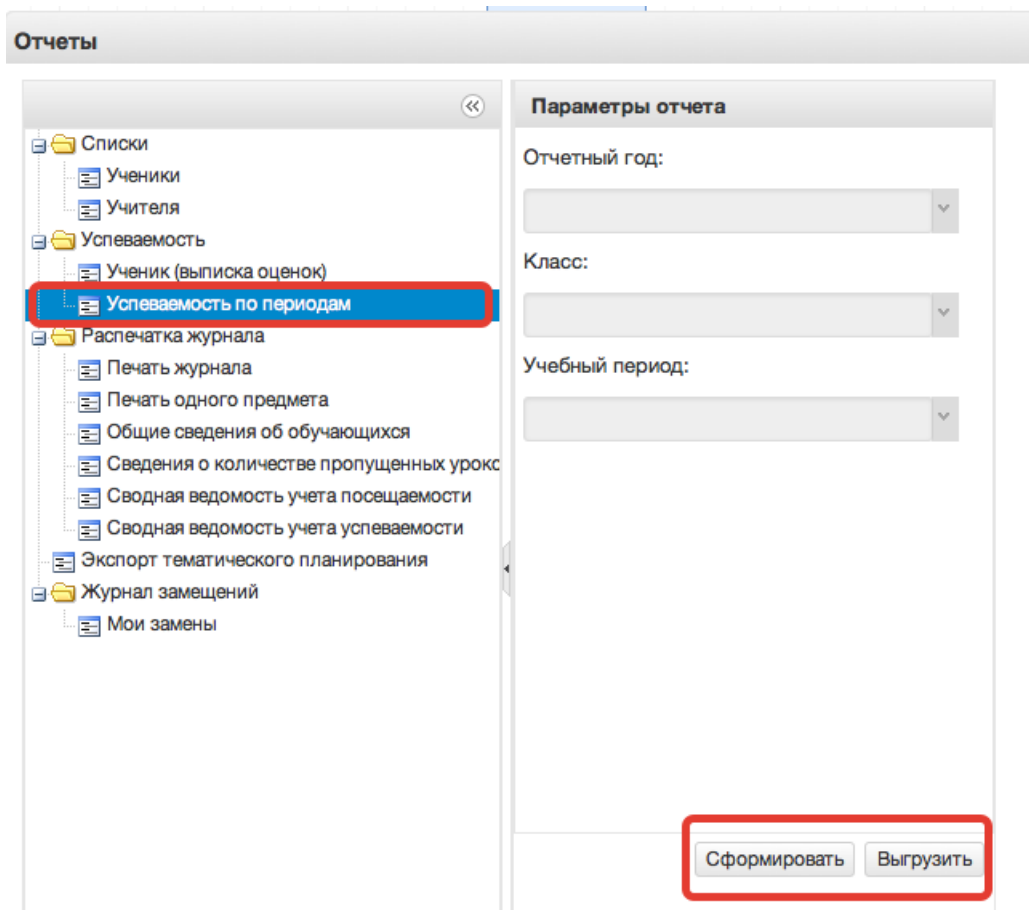 Отчеты
Списки
Ученики
Учителя
Успеваемость
Ученик (выписка оценок)
Успеваемость по периодам
Распечатка журнала
Печать журнала
Печать одного предмета
Общие сведения об обучающихся
Сведения о количестве пропущенных уроко
Сводная ведомость учета посещаемости
Сводная ведомость учета успеваемости
Экспорт тематического планирования
Журнал замещений
Мои замены
Параметры отчета
Отчетный год:
Класс:
Учебный период:
Сформировать
Выгрузить